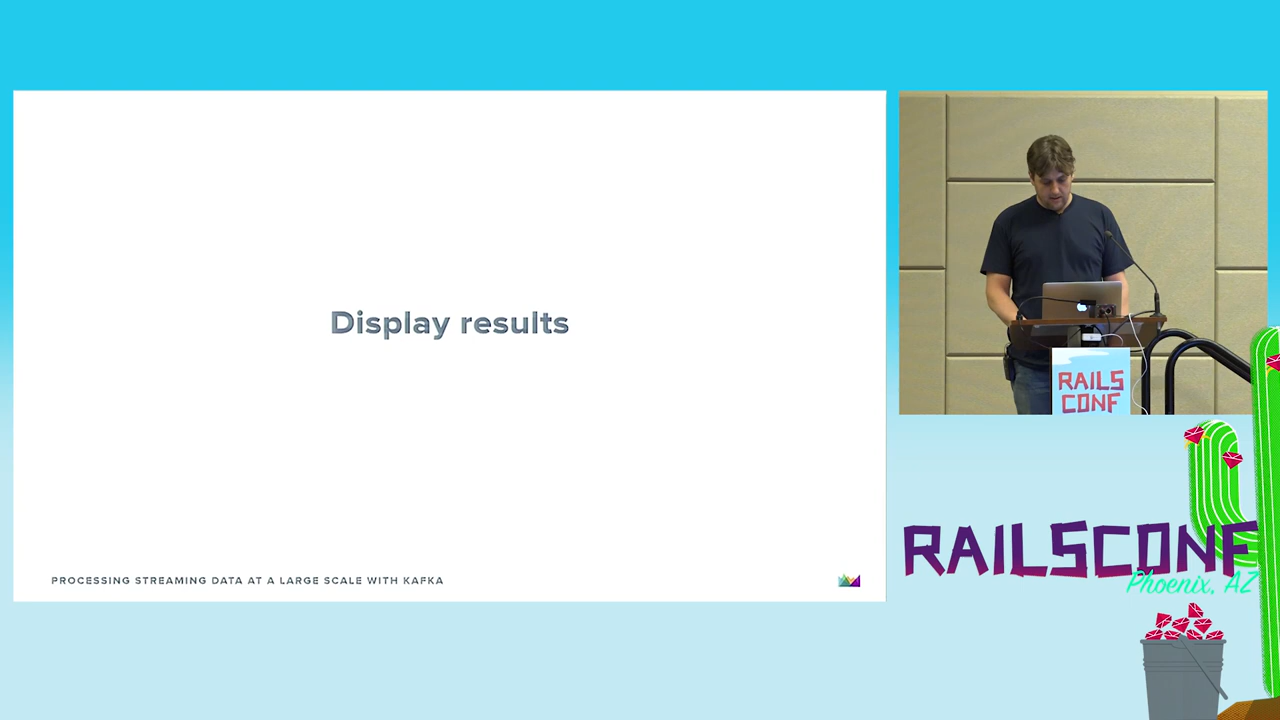 Display results
PROCESSING STREAMING DATA AT A LARGE SCALE WITH KAFKA
RAILS
CONF
RAILSCONF
Phoenix, AZ